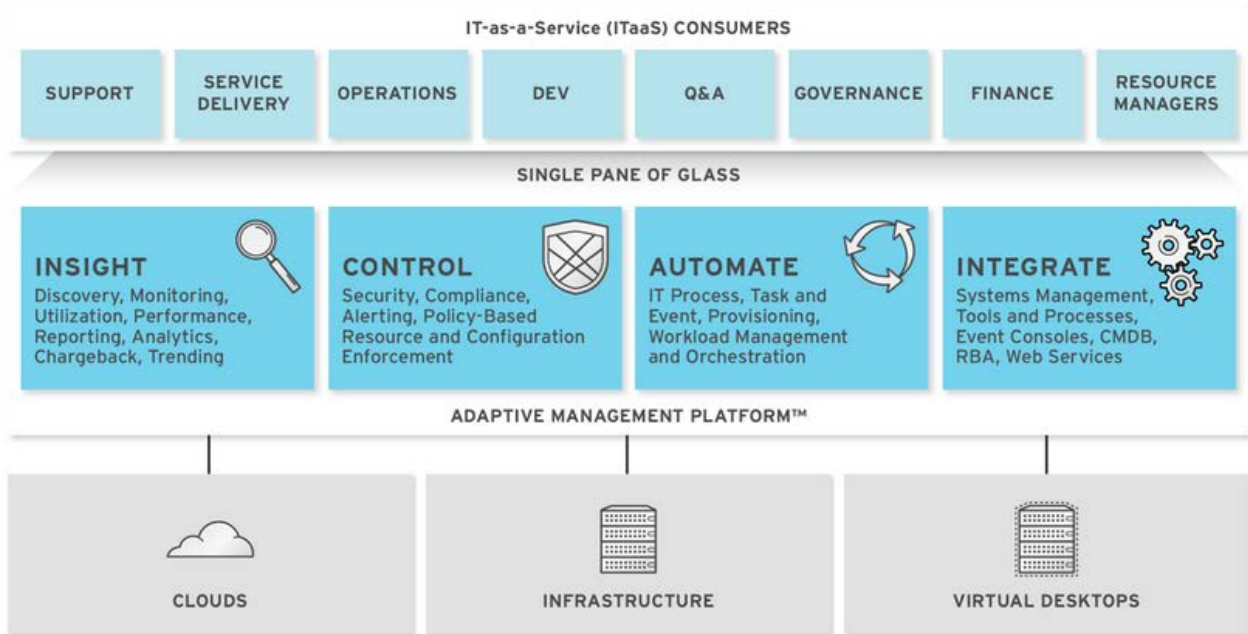 IT-as-a-Service (ITaaS) CONSUMERS
SUPPORT
SERVICE
DELIVERY
OPERATIONS
DEV
Q&A
GOVERNANCE
FINANCE
RESOURCE
MANAGERS
SINGLE PANE OF GLASS
INSIGHT
Discovery, Monitoring,
Utilization, Performance,
Reporting, Analytics,
Chargeback, Trending
CONTROL
Security, Compliance,
Alerting, Policy-Based
Resource and Configuration
Enforcement
AUTOMATE
IT Process, Task and
Event, Provisioning,
Workload Management
and Orchestration
INTEGRATE
Systems Management,
Tools and Processes,
Event Consoles, CMDB,
RBA, Web Services
ADAPTIVE MANAGEMENT PLATFORM™
CLOUDS
INFRASTRUCTURE
VIRTUAL DESKTOPS